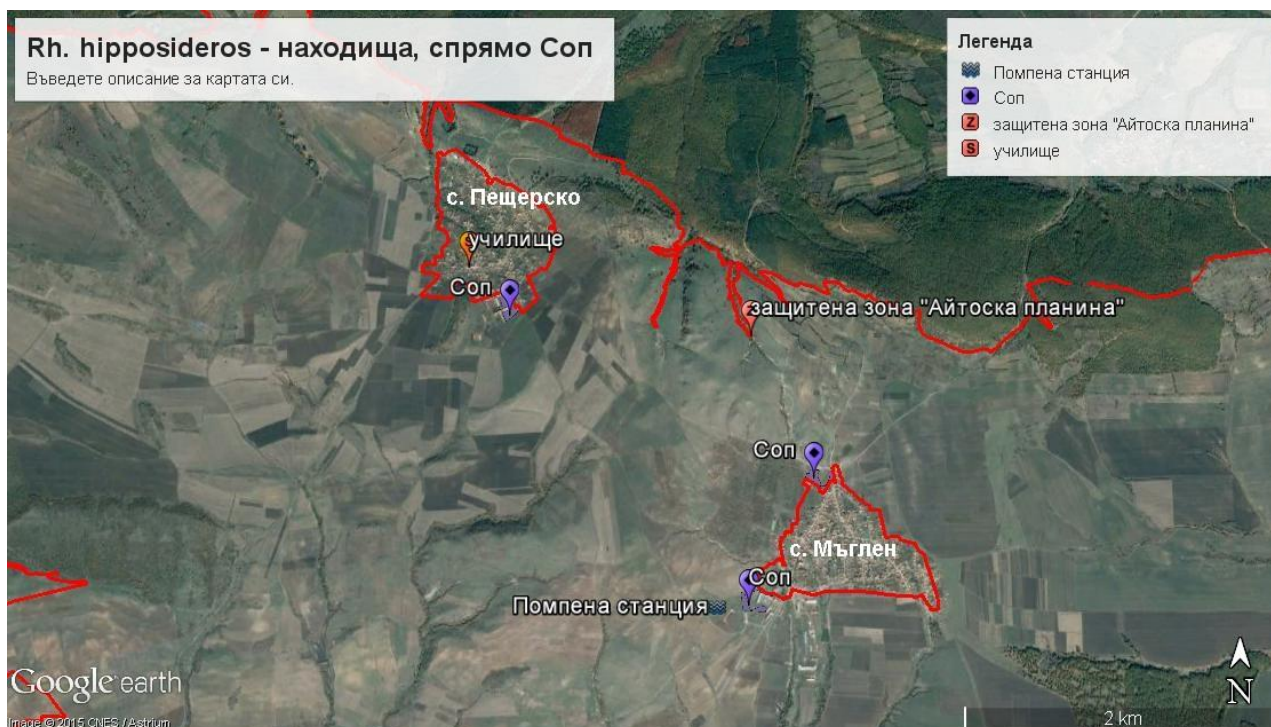 Rh. hipposideros - находища, спрямо Соп
Въведете описание за картата си.
Легенда
Помпена станция
Соп
Z защитена зона "Айтоска планина"
S училище
с. Пещерско
училище
Соп
защитена зона "Айтоска планина"
Соп
с. Мъглен
Соп
Помпена станция
Google earth
N
Image © 2015 CNES / Astrium
2 km